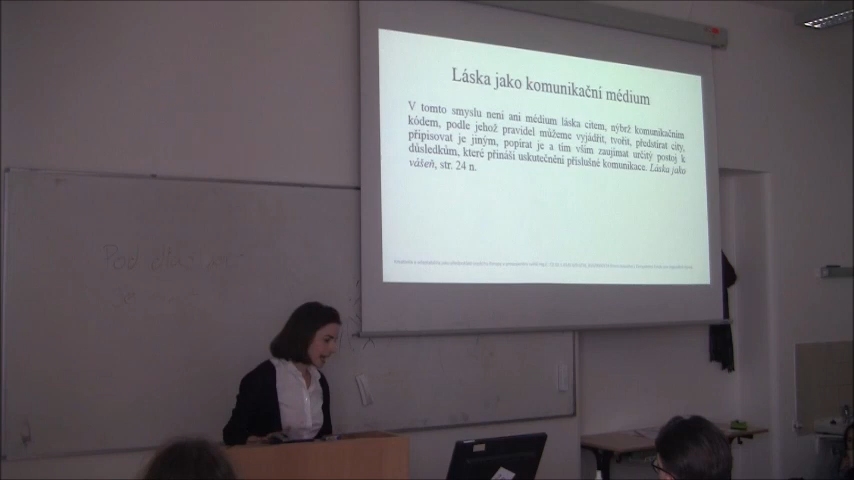 Láska jako komunikační médium
V tomto smyslu není ani médium láska citem, nýbrž komunikačním
kódem, podle jehož pravidel můžeme vyjádřit, tvořit, předstírat city,
připisovat je jiným, popírat je a tím vším zaujímat určitý postoj k
důsledkům, které přináší uskutečnění příslušné komunikace. Láska jako
vášeň, str. 24 n.
Pod